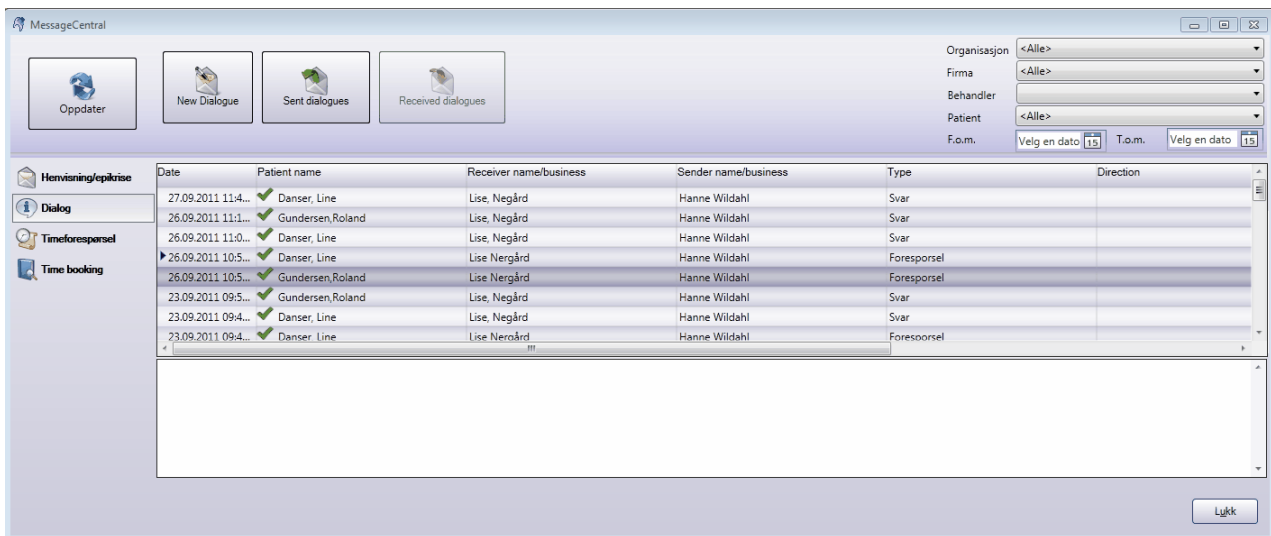 MessageCentral
Organisasjon <Alle>
Firma <Alle>
Behandler
Patient <Alle>
F.o.m. Velg en dato 15 T.o.m. Velg en dato 15
Oppdater
New Dialogue
Sent dialogues
Received dialogues
Henvisning/epikrise
Dialog
Timeforespørsel
Time booking
Date Patient name Receiver name/business Sender name/business Type Direction
27.09.2011 11:4... Danser, Line Lise, Negård Hanne Wildahl Svar
26.09.2011 11:1... Gundersen,Roland Lise, Negård Hanne Wildahl Svar
26.09.2011 11:0... Danser, Line Lise, Negård Hanne Wildahl Svar
26.09.2011 10:5... Danser, Line Lise Nergård Hanne Wildahl Foresporsel
26.09.2011 10:5... Gundersen,Roland Lise Nergård Hanne Wildahl Foresporsel
23.09.2011 09:5... Gundersen,Roland Lise, Negård Hanne Wildahl Svar
23.09.2011 09:4... Danser, Line Lise, Negård Hanne Wildahl Svar
23.09.2011 09:4... Danser, Line Lise Nergård Hanne Wildahl Foresporsel
Lukk